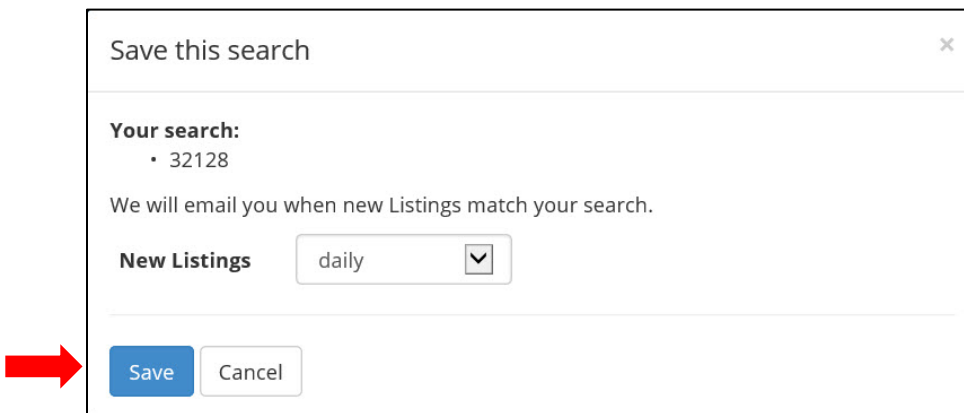 Save this search ×
Your search:
• 32128
We will email you when new Listings match your search.
New Listings daily
Save Cancel